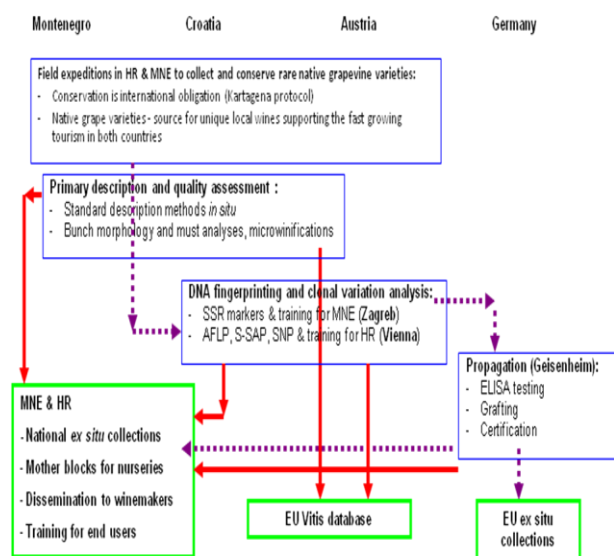 Montenegro Croatia Austria Germany
Field expeditions in HR & MNE to collect and conserve rare native grapevine varieties:
- Conservation is international obligation (Kartagena protocol)
- Native grape varieties - source for unique local wines supporting the fast growing
tourism in both countries
Primary description and quality assessment :
- Standard description methods in situ
- Bunch morphology and must analyses, microwinifications
DNA fingerprinting and clonal variation analysis:
- SSR markers & training for MNE (Zagreb)
- AFLP, S-SAP, SNP & training for HR (Vienna)
Propagation (Geisenheim):
- ELISA testing
- Grafting
- Certification
MNE & HR
- National ex situ collections
- Mother blocks for nurseries
- Dissemination to winemakers
- Training for end users
EU Vitis database
EU ex situ
collections